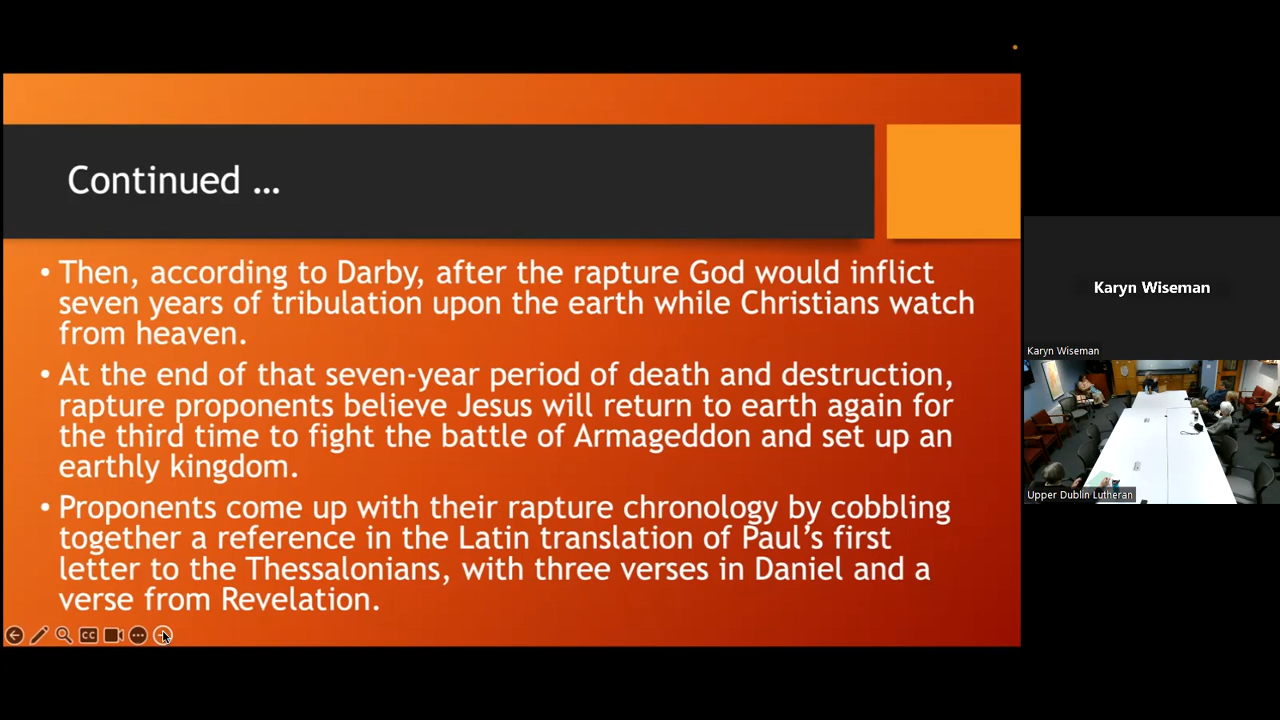 Continued …
• Then, according to Darby, after the rapture God would inflict
seven years of tribulation upon the earth while Christians watch
from heaven.
• At the end of that seven-year period of death and destruction,
rapture proponents believe Jesus will return to earth again for
the third time to fight the battle of Armageddon and set up an
earthly kingdom.
• Proponents come up with their rapture chronology by cobbling
together a reference in the Latin translation of Paul’s first
letter to the Thessalonians, with three verses in Daniel and a
verse from Revelation.
CC
Karyn Wiseman
Karyn Wiseman
Upper Dublin Lutheran